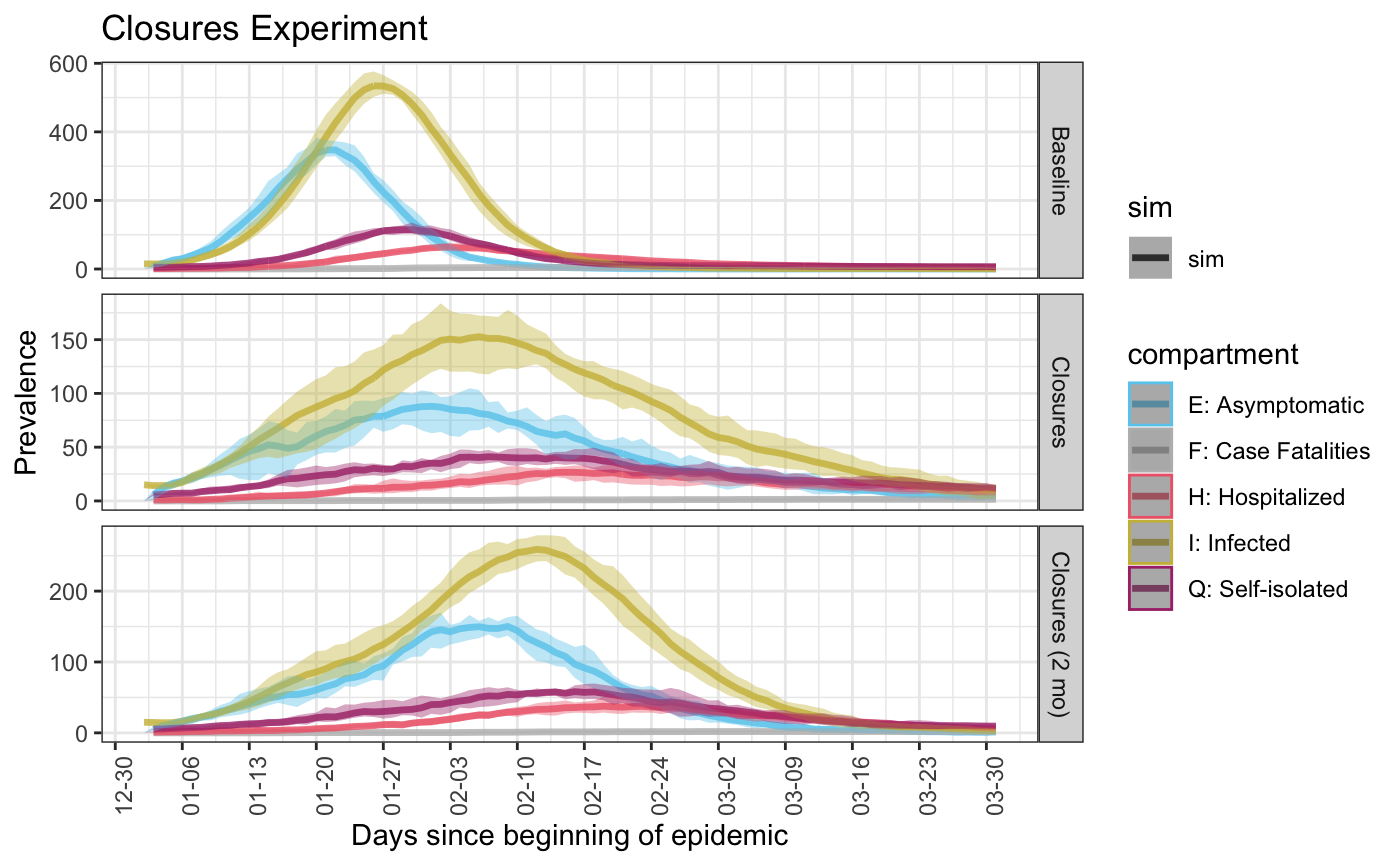 Closures Experiment
600
400
200
0
Baseline
150
100
50
0
Closures
200
100
0
Closures (2 mo)
Prevalence
12-30
01-06
01-13
01-20
01-27
02-03
02-10
02-17
02-24
03-02
03-09
03-16
03-23
03-30
Days since beginning of epidemic
sim
sim
compartment
E: Asymptomatic
F: Case Fatalities
H: Hospitalized
I: Infected
Q: Self-isolated